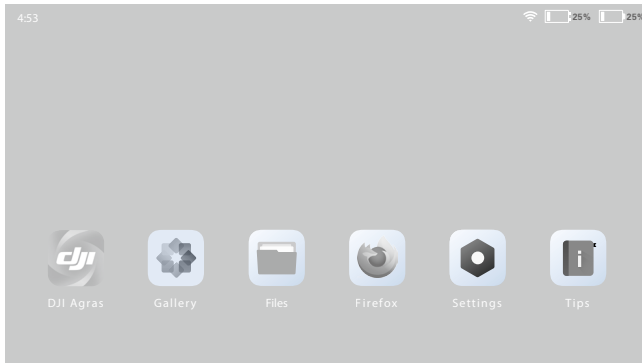 4:53
25% 25%
dji
DJI Agras Gallery Files Firefox Settings Tips
i